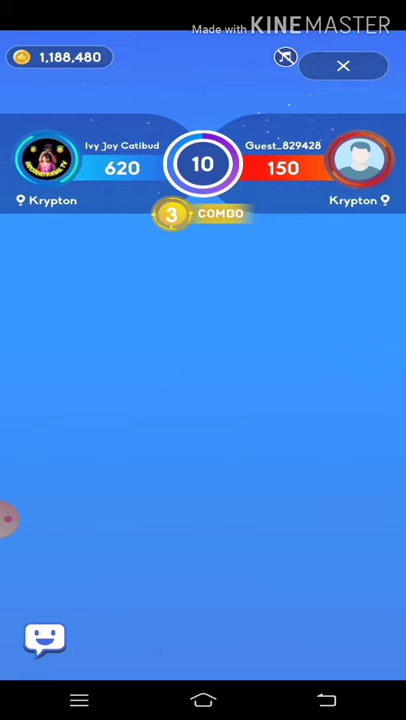 Made with KINEMASTER
1,188,480
Ivy Joy Catibud
620
10
Guest_829428
150
Krypton
Krypton
3 COMBO